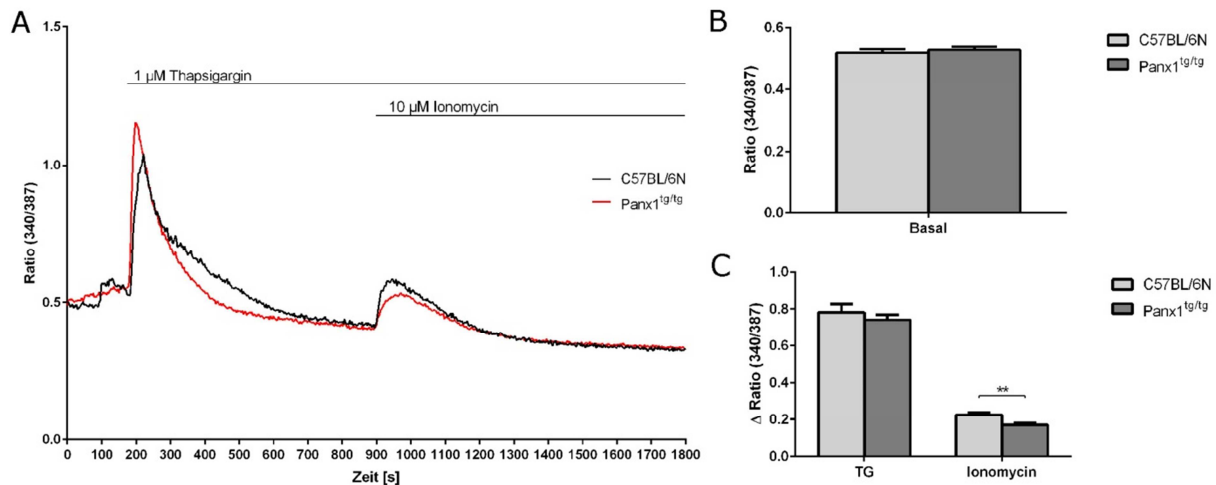 A
1.5
1.0
0.5
0.0
Ratio (340/387)
1 µM Thapsigargin
10 µM Ionomycin
C57BL/6N
Panx1tg/tg
0 100 200 300 400 500 600 700 800 900 1000 1100 1200 1300 1400 1500 1600 1700 1800
Zeit [s]
B
0.6
0.4
0.2
0.0
Ratio (340/387)
Basal
C57BL/6N
Panx1tg/tg
C
1.0
0.8
0.6
0.4
0.2
0.0
Δ Ratio (340/387)
**
TG Ionomycin
C57BL/6N
Panx1tg/tg